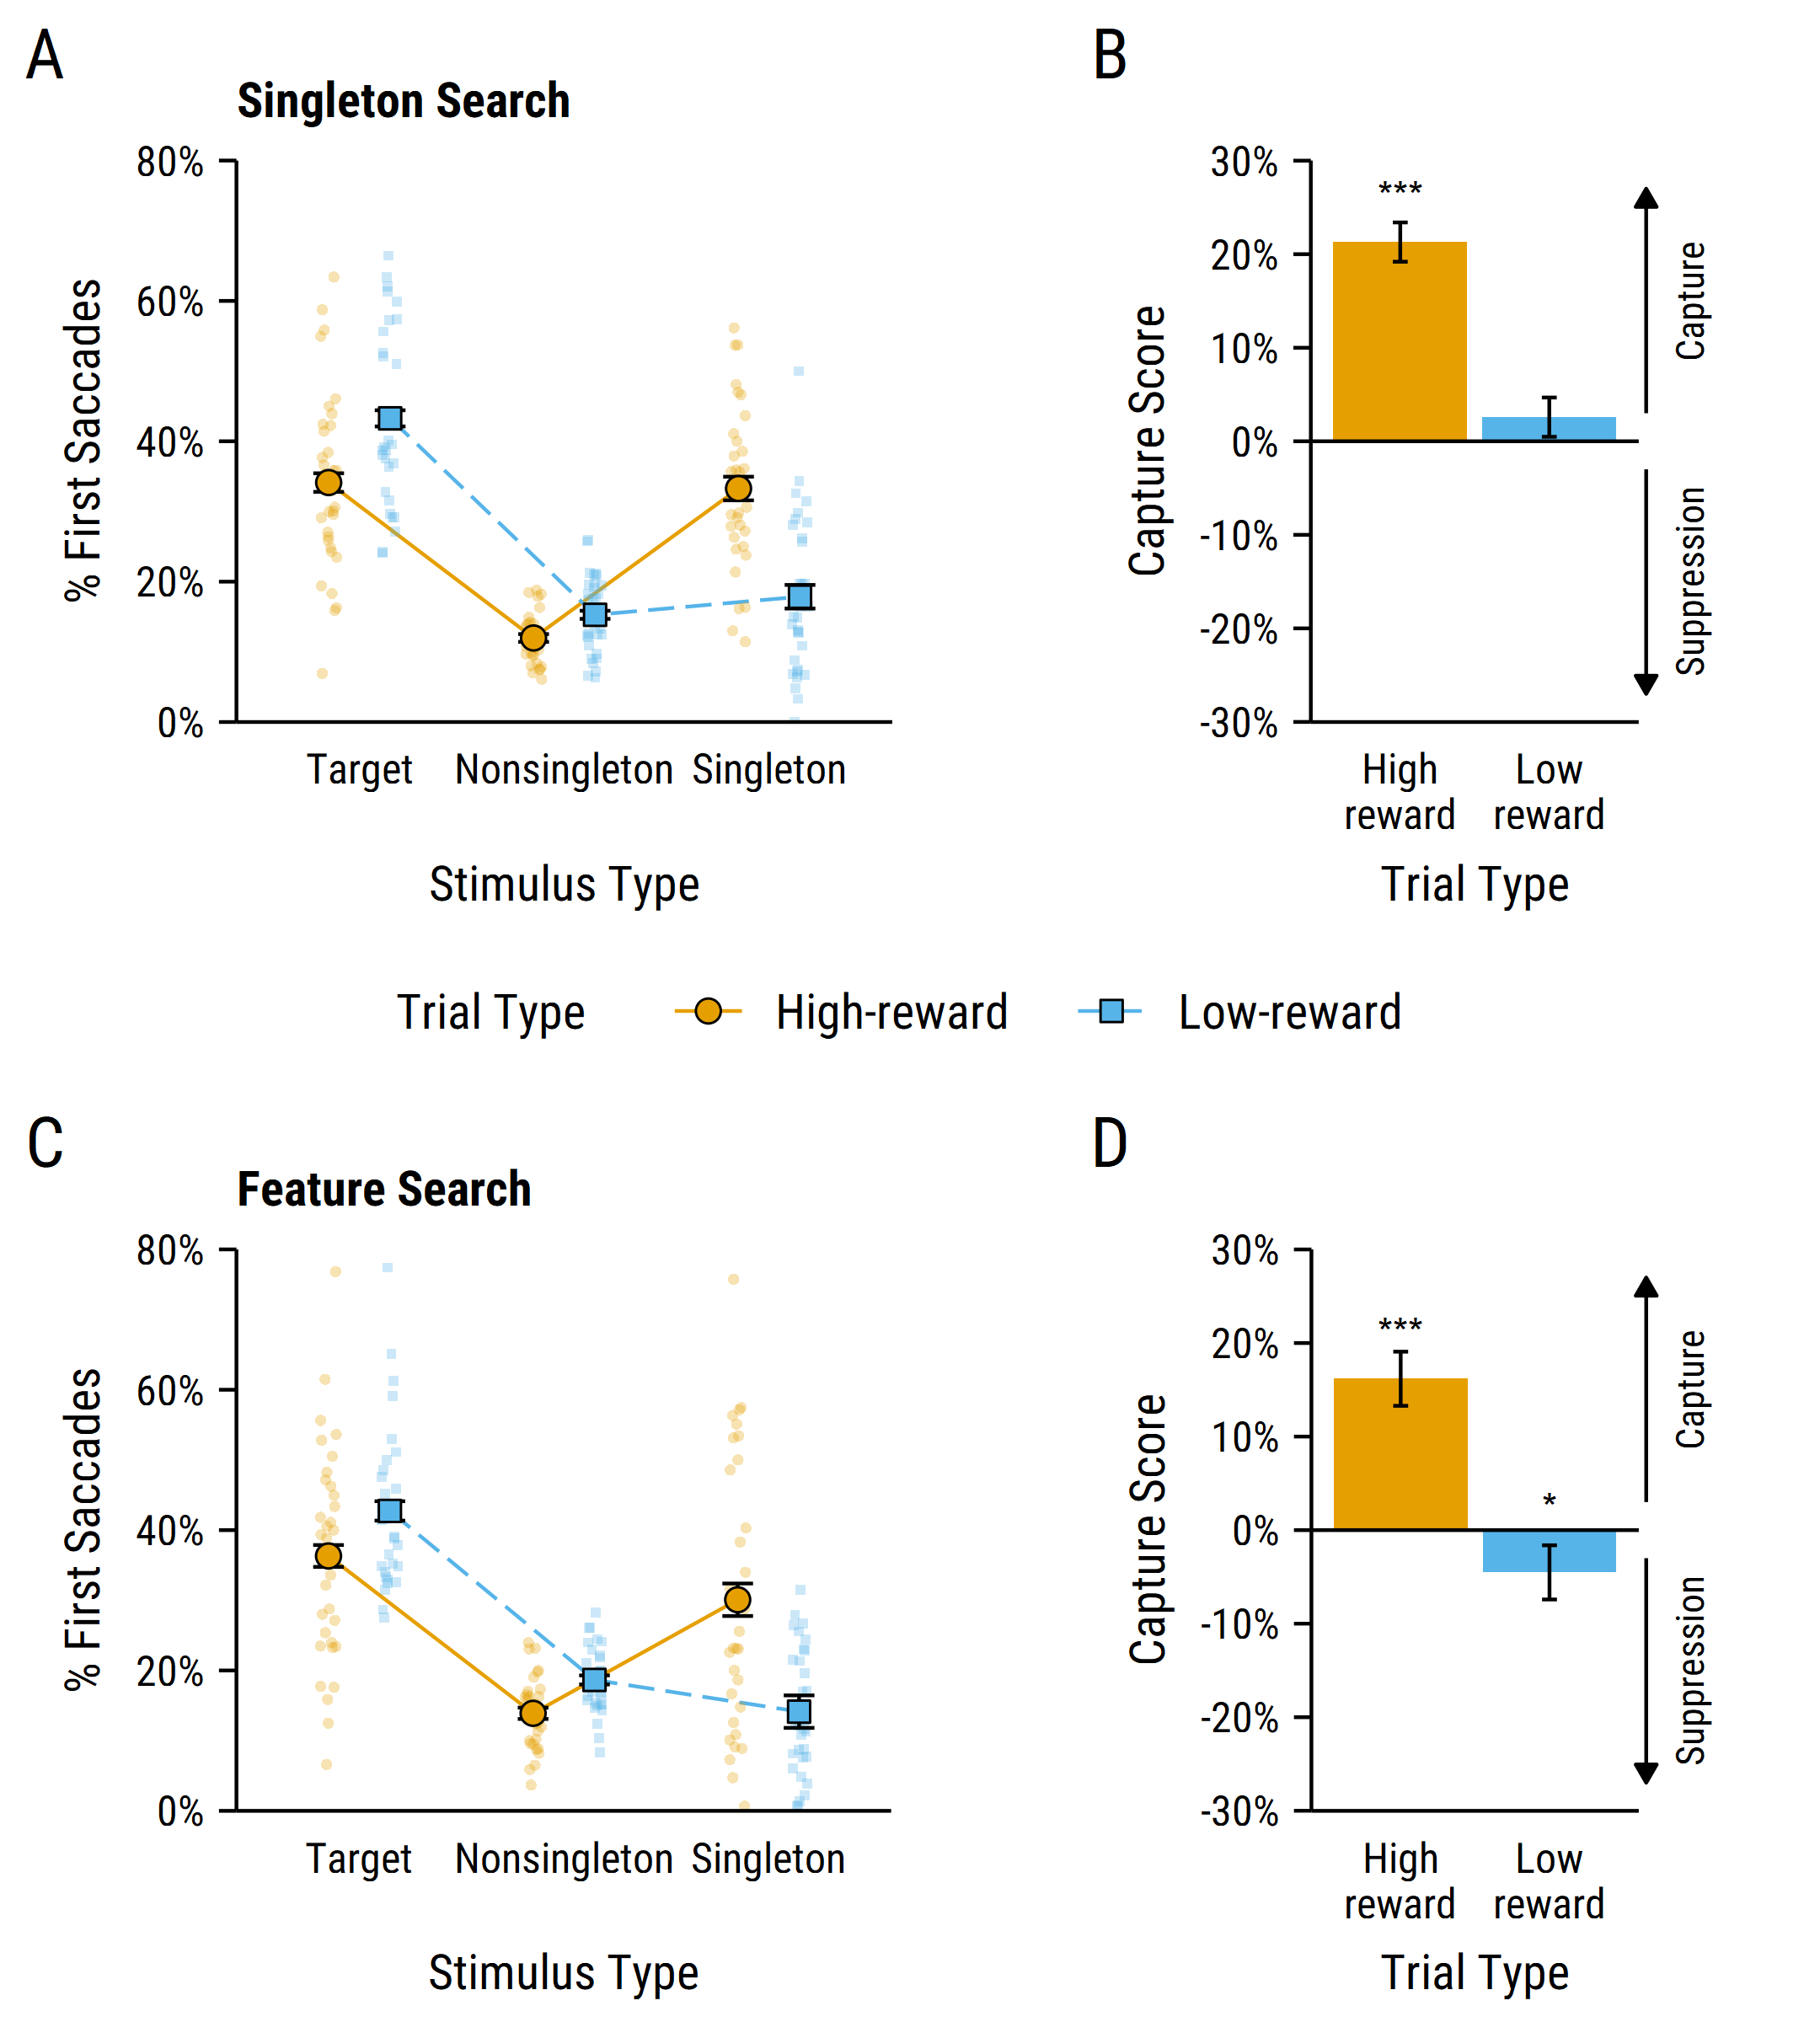 A
Singleton Search
80%
60%
40%
20%
0%
% First Saccades
Target
Nonsingleton
Singleton
Stimulus Type
B
30%
20%
10%
0%
-10%
-20%
-30%
Capture Score
***
Capture
Suppression
High
reward
Low
reward
Trial Type
Trial Type
High-reward
Low-reward
C
Feature Search
80%
60%
40%
20%
0%
% First Saccades
Target
Nonsingleton
Singleton
Stimulus Type
D
30%
20%
10%
0%
-10%
-20%
-30%
Capture Score
***
*
Capture
Suppression
High
reward
Low
reward
Trial Type